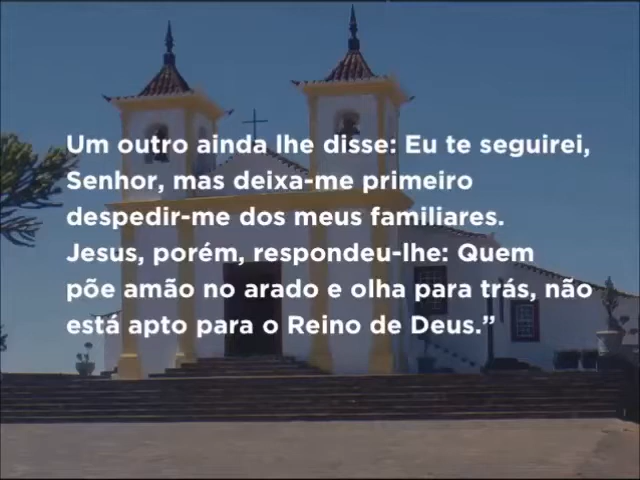 Um outro ainda lhe disse: Eu te seguirei,
Senhor, mas deixa-me primeiro
despedir-me dos meus familiares.
Jesus, porém, respondeu-lhe: Quem
põe amão no arado e olha para trás, não
está apto para o Reino de Deus.”